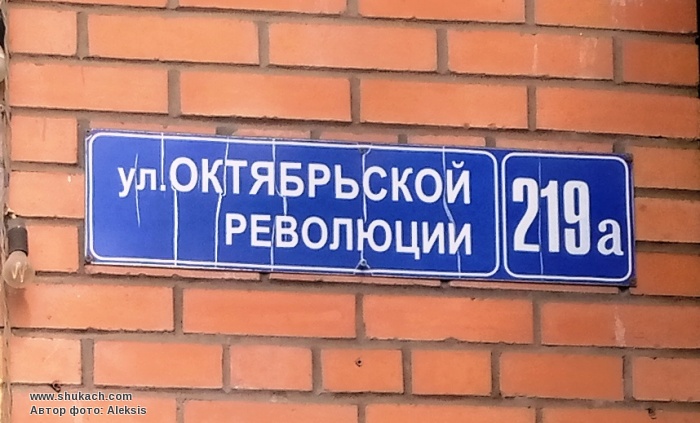 ул.ОКТЯБРЬСКОЙ
РЕВОЛЮЦИИ
219а
www.shukach.com
Автор фото: Aleksis